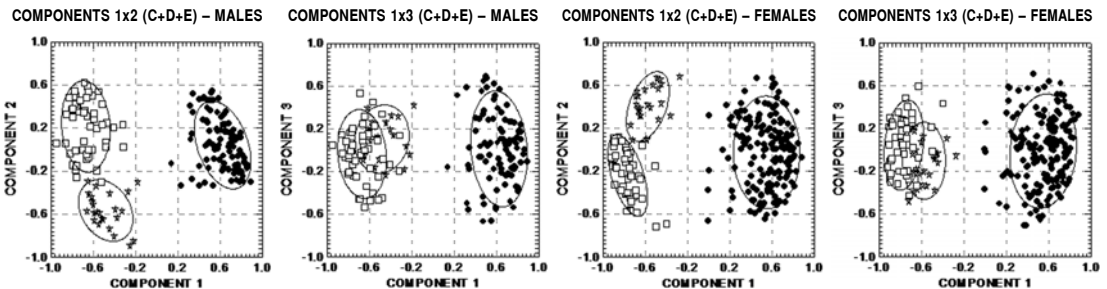 COMPONENTS 1x2 (C+D+E) – MALES
COMPONENT 2
1.0
0.6
0.2
-0.2
-0.6
-1.0
-1.0 -0.6 -0.2 0.2 0.6 1.0
COMPONENT 1
COMPONENTS 1x3 (C+D+E) – MALES
COMPONENT 3
1.0
0.6
0.2
-0.2
-0.6
-1.0
-1.0 -0.6 -0.2 0.2 0.6 1.0
COMPONENT 1
COMPONENTS 1x2 (C+D+E) – FEMALES
COMPONENT 2
1.0
0.6
0.2
-0.2
-0.6
-1.0
-1.0 -0.6 -0.2 0.2 0.6 1.0
COMPONENT 1
COMPONENTS 1x3 (C+D+E) – FEMALES
COMPONENT 3
1.0
0.6
0.2
-0.2
-0.6
-1.0
-1.0 -0.6 -0.2 0.2 0.6 1.0
COMPONENT 1